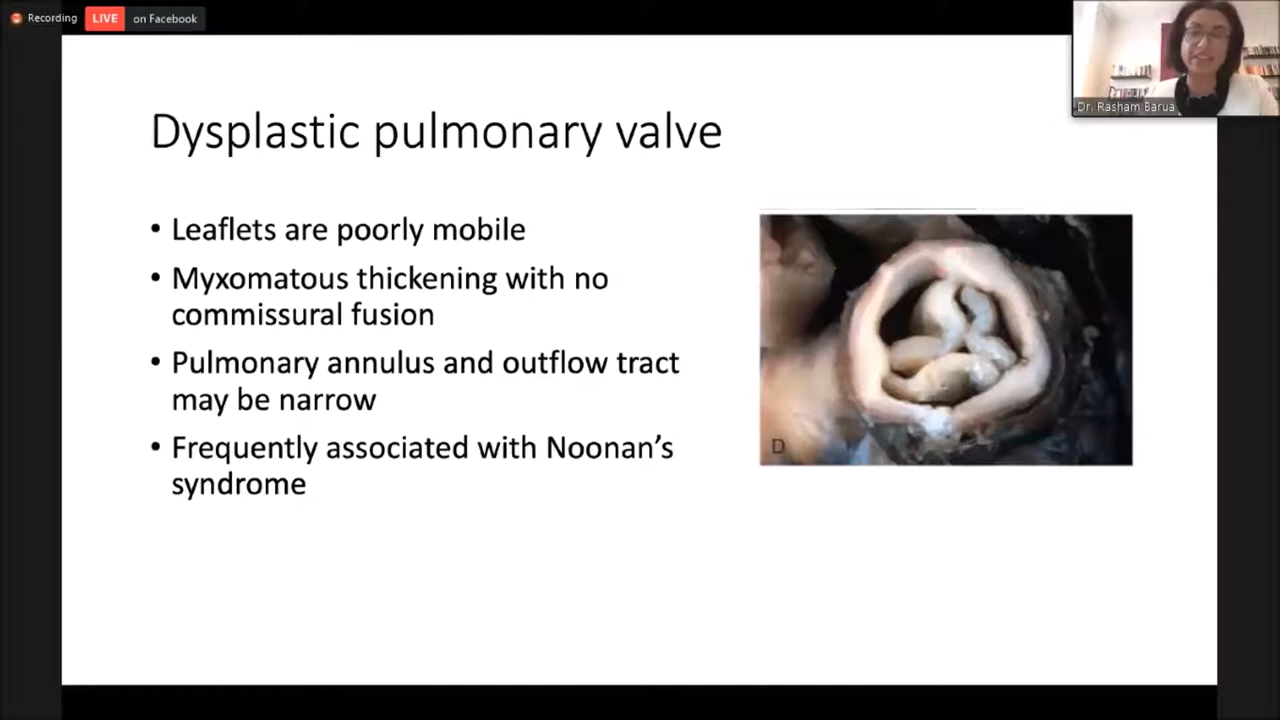 Recording LIVE on Facebook
Dr. Rasham Barua
Dysplastic pulmonary valve
• Leaflets are poorly mobile
• Myxomatous thickening with no
commissural fusion
• Pulmonary annulus and outflow tract
may be narrow
• Frequently associated with Noonan’s
syndrome
D